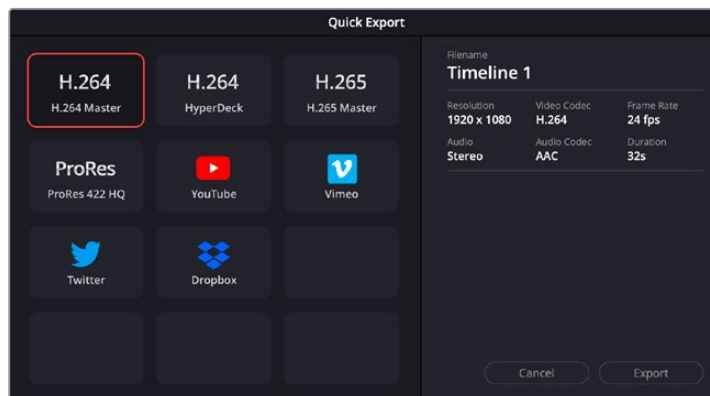 Quick Export
H.264
H.264 Master
H.264
HyperDeck
H.265
H.265 Master
ProRes
ProRes 422 HQ
YouTube
Vimeo
Twitter
Dropbox
Filename
Timeline 1
Resolution Video Codec Frame Rate
1920 x 1080 H.264 24 fps
Audio Audio Codec Duration
Stereo AAC 32s
Cancel Export